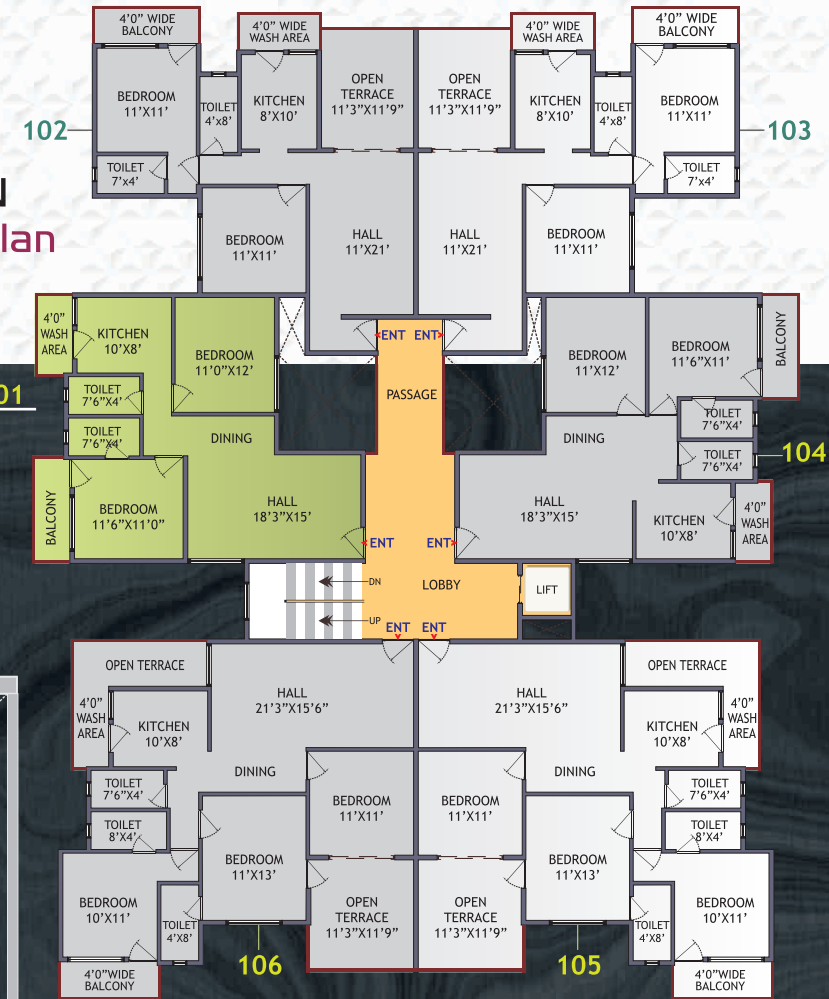 4'0" WIDE
BALCONY
4'0" WIDE
WASH AREA
4'0" WIDE
WASH AREA
4'0" WIDE
BALCONY
BEDROOM
11'X11'
TOILET
4'x8'
KITCHEN
8'X10'
OPEN
TERRACE
11'3"X11'9"
OPEN
TERRACE
11'3"X11'9"
KITCHEN
8'X10'
TOILET
4'x8'
BEDROOM
11'X11'
102
103
TOILET
7'x4'
TOILET
7'x4'
N
lan
BEDROOM
11'X11'
HALL
11'X21'
HALL
11'X21'
BEDROOM
11'X11'
4'0"
WASH
AREA
KITCHEN
10'X8'
BEDROOM
11'0"X12'
ENT
ENT
BEDROOM
11'X12'
BEDROOM
11'6"X11'
BALCONY
PASSAGE
01
TOILET
7'6"X4'
TOILET
7'6"X4'
TOILET
7'6"X4'
TOILET
7'6"X4'
104
DINING
DINING
BALCONY
BEDROOM
11'6"X11'0"
HALL
18'3"X15'
HALL
18'3"X15'
KITCHEN
10'X8'
4'0"
WASH
AREA
ENT
ENT
DN
UP
LOBBY
LIFT
ENT
ENT
OPEN TERRACE
OPEN TERRACE
4'0"
WASH
AREA
KITCHEN
10'X8'
HALL
21'3"X15'6"
HALL
21'3"X15'6"
KITCHEN
10'X8'
4'0"
WASH
AREA
DINING
DINING
TOILET
7'6"X4'
TOILET
7'6"X4'
TOILET
8'X4'
TOILET
8'X4'
BEDROOM
11'X11'
BEDROOM
11'X11'
BEDROOM
11'X13'
BEDROOM
11'X13'
BEDROOM
10'X11'
TOILET
4'X8'
OPEN
TERRACE
11'3"X11'9"
OPEN
TERRACE
11'3"X11'9"
TOILET
4'X8'
BEDROOM
10'X11'
106
105
4'0"WIDE
BALCONY
4'0"WIDE
BALCONY